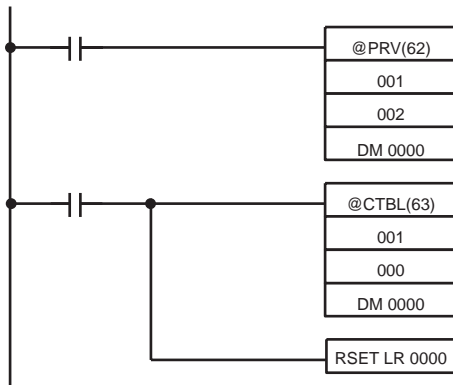 @PRV(62)
001
002
DM 0000
@CTBL(63)
001
000
DM 0000
RSET LR 0000